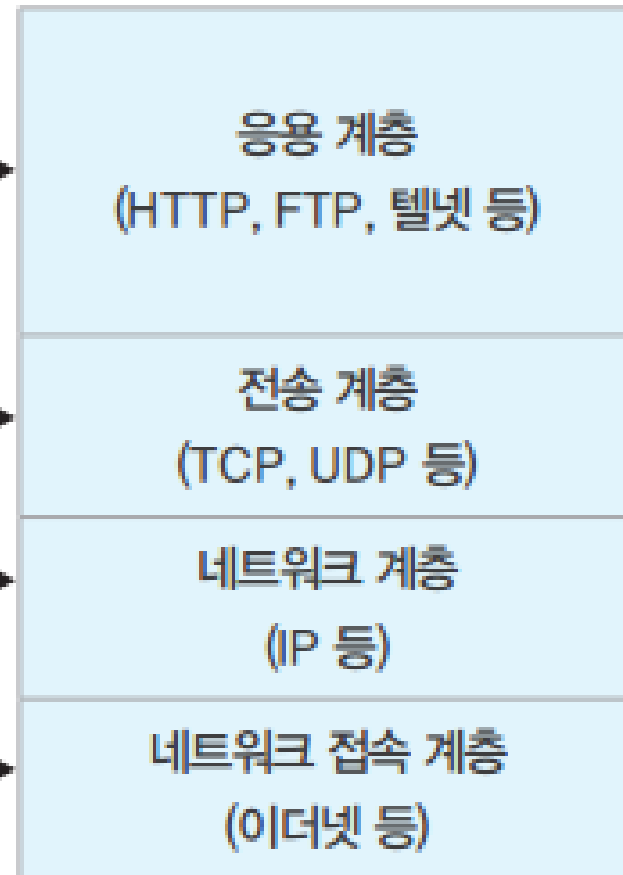 응용 계층
(HTTP, FTP, 텔넷 등)
전송 계층
(TCP, UDP 등)
네트워크 계층
(IP 등)
네트워크 접속 계층
(이더넷 등)